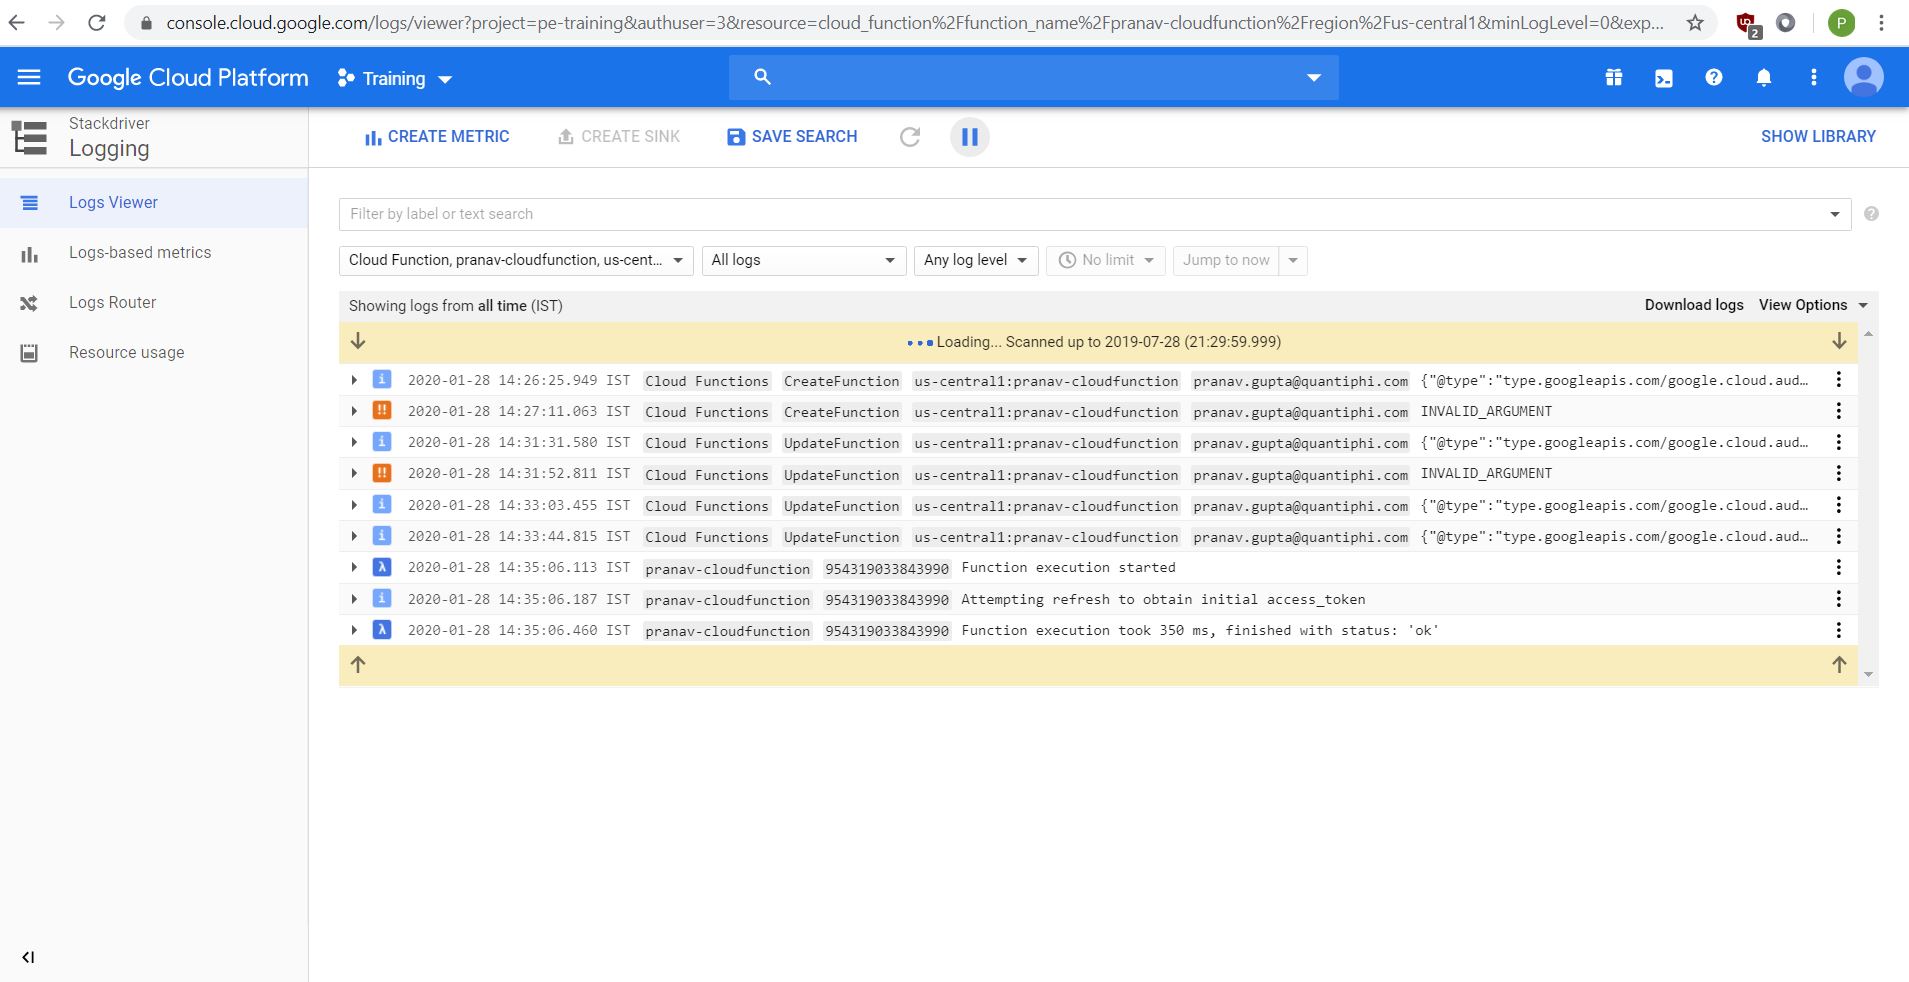 console.cloud.google.com/logs/viewer?project=pe-training&authuser=3&resource=cloud_function%2Ffunction_name%2Fpranav-cloudfunction%2Fregion%2Fus-central1&minLogLevel=0&exp...
2
P
Google Cloud Platform
Training
Stackdriver
Logging
CREATE METRIC
CREATE SINK
SAVE SEARCH
SHOW LIBRARY
Logs Viewer
Logs-based metrics
Logs Router
Resource usage
Filter by label or text search
Cloud Function, pranav-cloudfunction, us-cent... All logs Any log level No limit Jump to now
Showing logs from all time (IST) Download logs View Options
Loading... Scanned up to 2019-07-28 (21:29:59.999)
i 2020-01-28 14:26:25.949 IST Cloud Functions CreateFunction us-central1:pranav-cloudfunction pranav.gupta@quantiphi.com {"@type":"type.googleapis.com/google.cloud.aud...
!! 2020-01-28 14:27:11.063 IST Cloud Functions CreateFunction us-central1:pranav-cloudfunction pranav.gupta@quantiphi.com INVALID_ARGUMENT
i 2020-01-28 14:31:31.580 IST Cloud Functions UpdateFunction us-central1:pranav-cloudfunction pranav.gupta@quantiphi.com {"@type":"type.googleapis.com/google.cloud.aud...
!! 2020-01-28 14:31:52.811 IST Cloud Functions UpdateFunction us-central1:pranav-cloudfunction pranav.gupta@quantiphi.com INVALID_ARGUMENT
i 2020-01-28 14:33:03.455 IST Cloud Functions UpdateFunction us-central1:pranav-cloudfunction pranav.gupta@quantiphi.com {"@type":"type.googleapis.com/google.cloud.aud...
i 2020-01-28 14:33:44.815 IST Cloud Functions UpdateFunction us-central1:pranav-cloudfunction pranav.gupta@quantiphi.com {"@type":"type.googleapis.com/google.cloud.aud...
λ 2020-01-28 14:35:06.113 IST pranav-cloudfunction 954319033843990 Function execution started
i 2020-01-28 14:35:06.187 IST pranav-cloudfunction 954319033843990 Attempting refresh to obtain initial access_token
λ 2020-01-28 14:35:06.460 IST pranav-cloudfunction 954319033843990 Function execution took 350 ms, finished with status: 'ok'